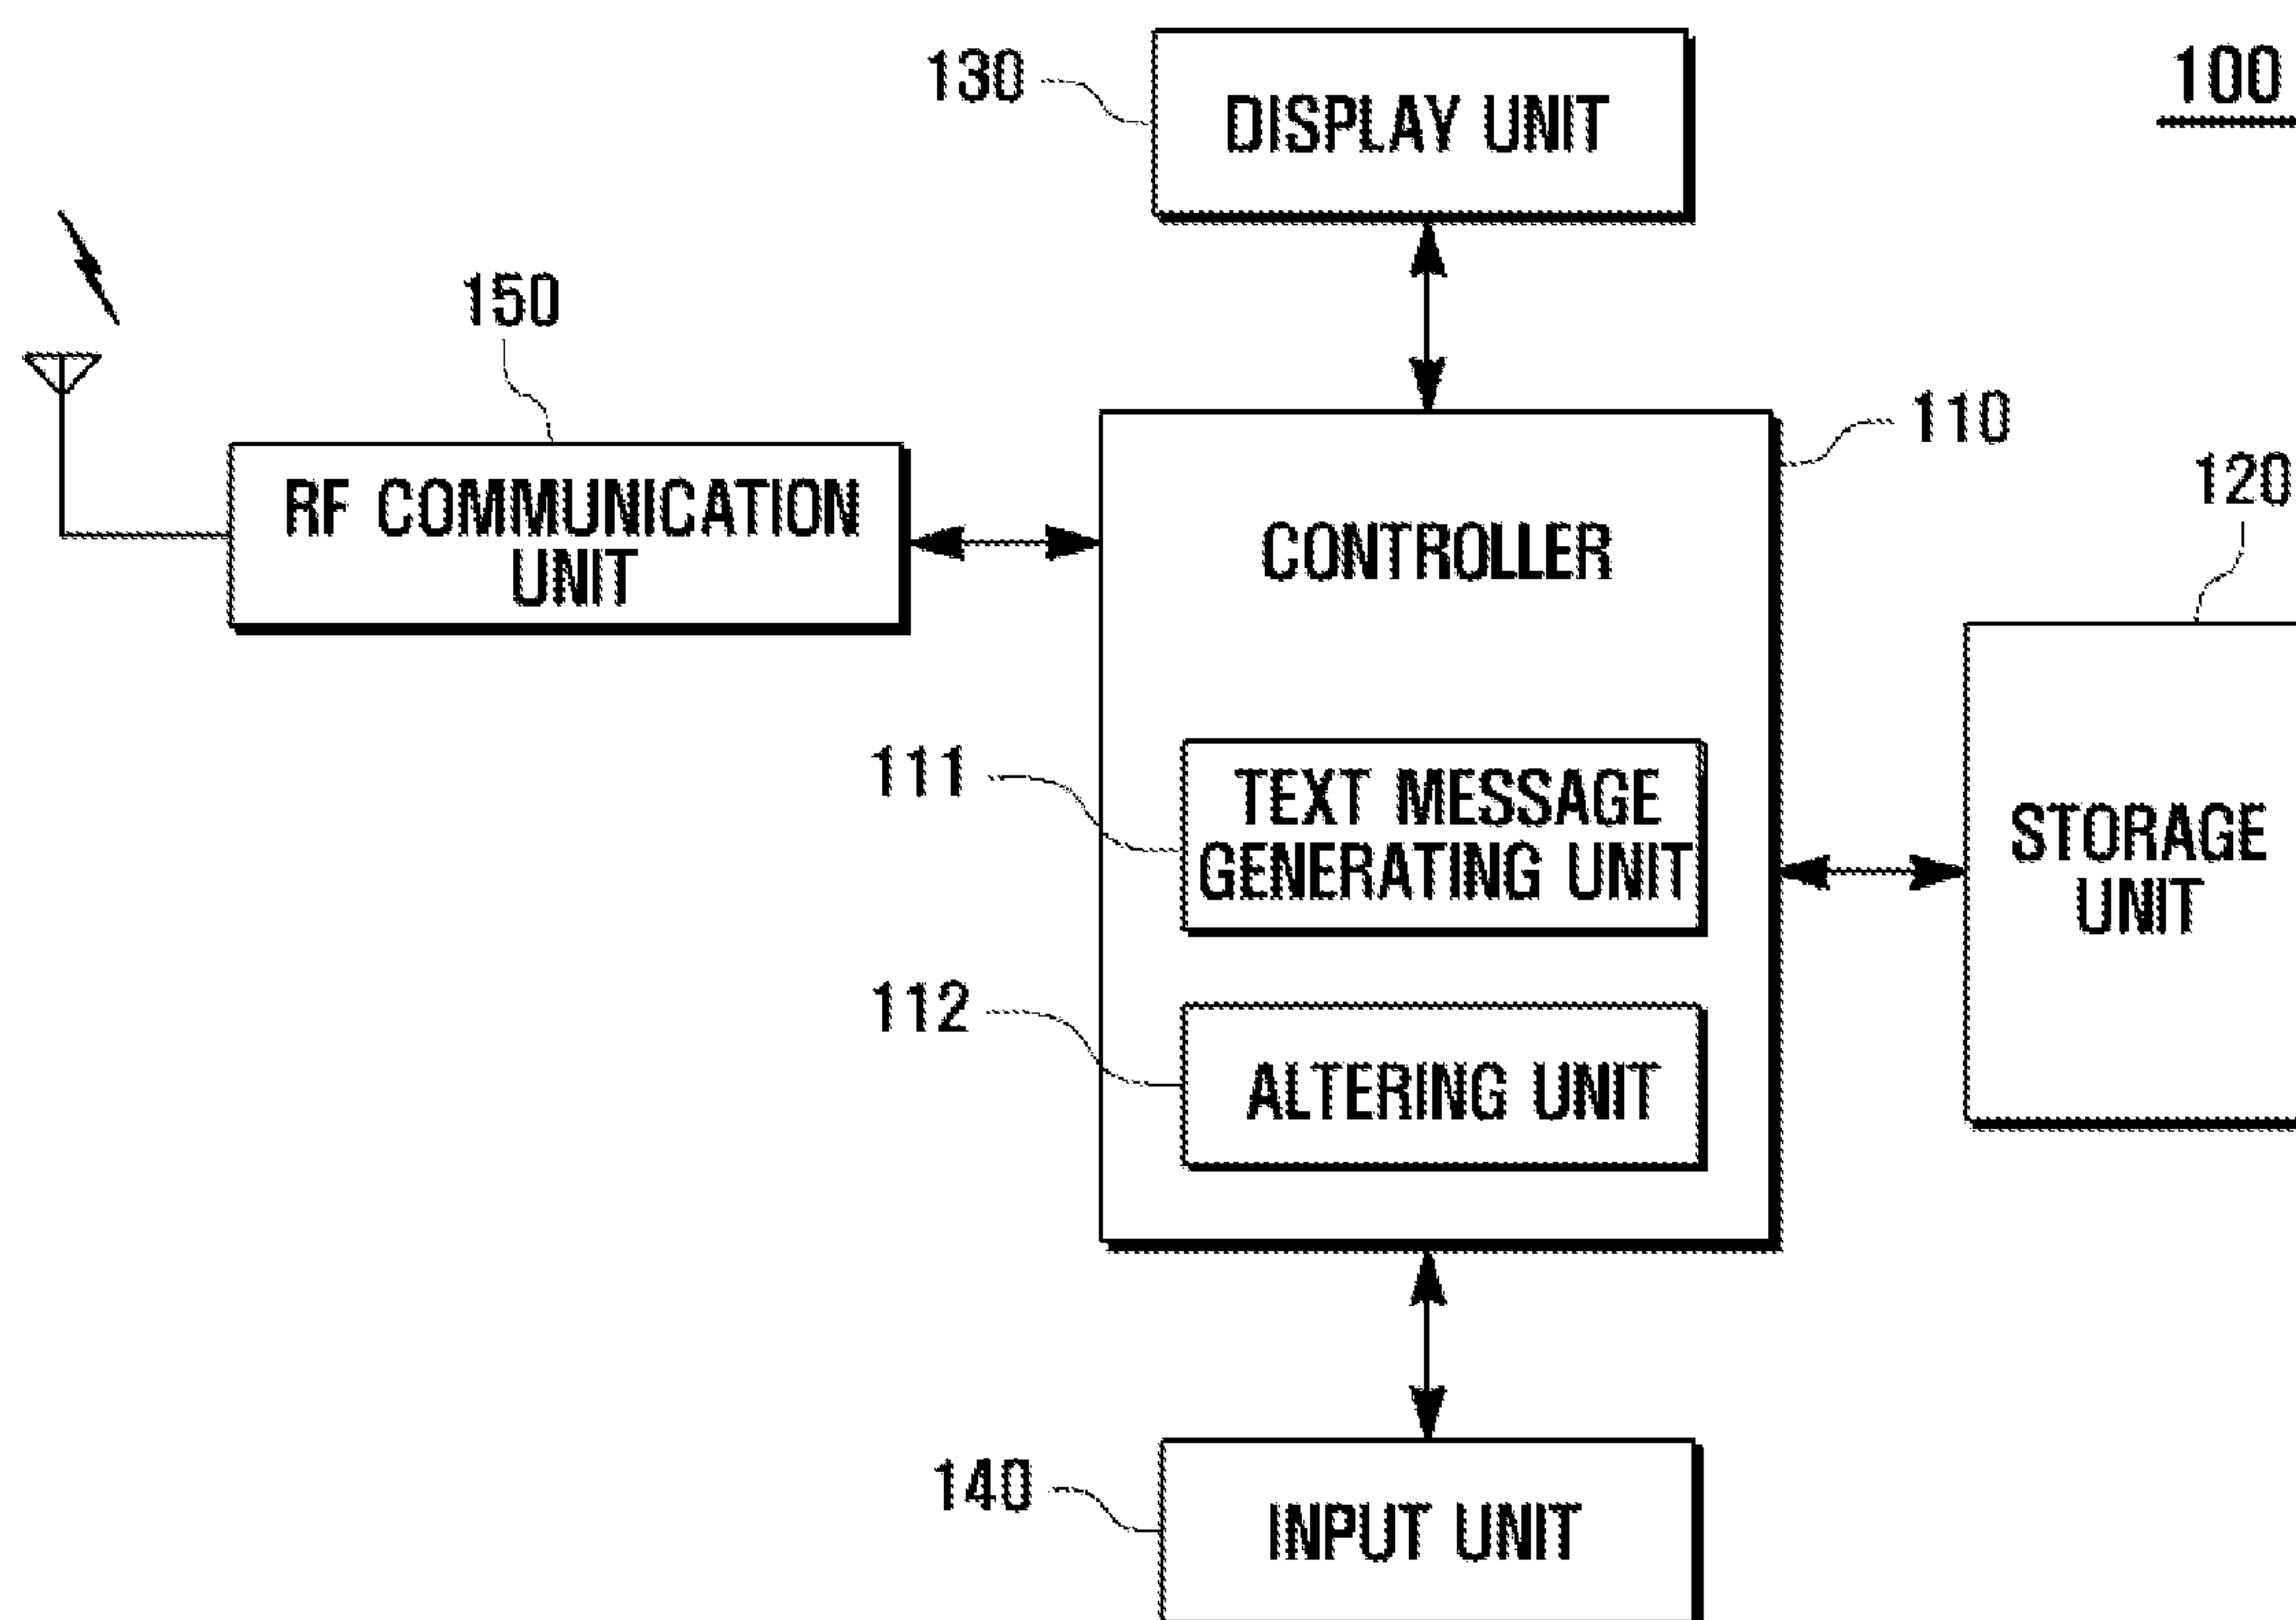 130
DISPLAY UNIT
100
150
110
RF COMMUNICATION
UNIT
CONTROLLER
120
111
TEXT MESSAGE
GENERATING UNIT
STORAGE
UNIT
112
ALTERING UNIT
140
INPUT UNIT